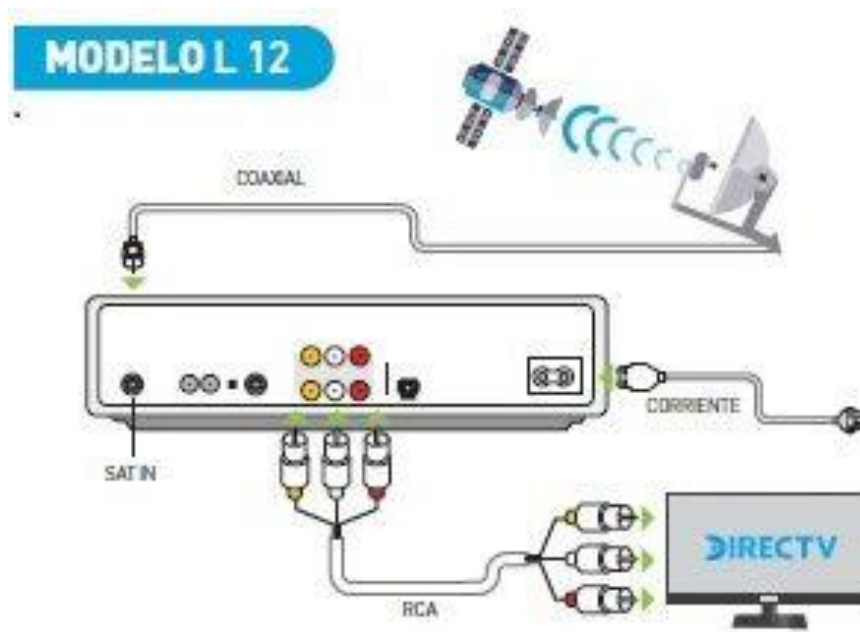 MODELO L 12
COAXIAL
CORRIENTE
SAT IN
DIRECTV
RCA